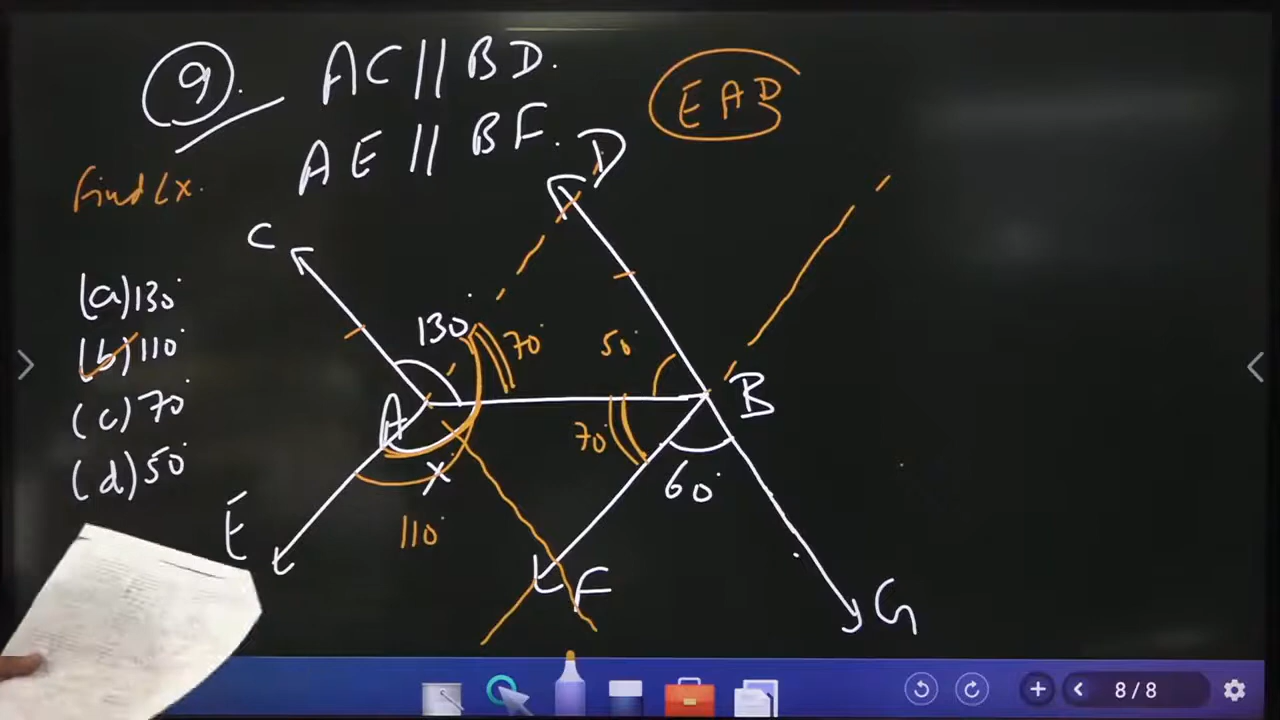 9.
AC || BD.
AE || BF.
EAD
Find ∠x.
(a) 130°
(b) 110°
(c) 70°
(d) 50°
C
D
130°
70°
50°
A
B
70°
x
60°
110°
E
F
G
8/8